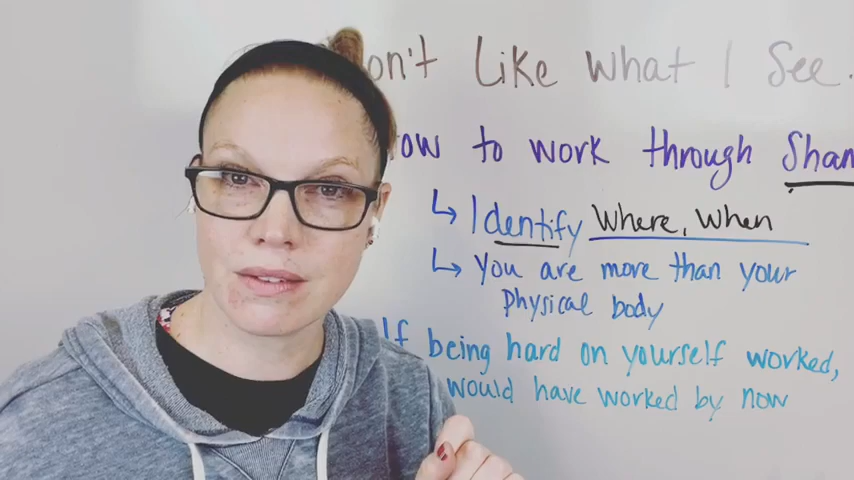 on't Like what I See.
ow to work through Sham
↳ Identify Where, When
↳ You are more than your
Physical body
If being hard on yourself worked,
would have worked by now